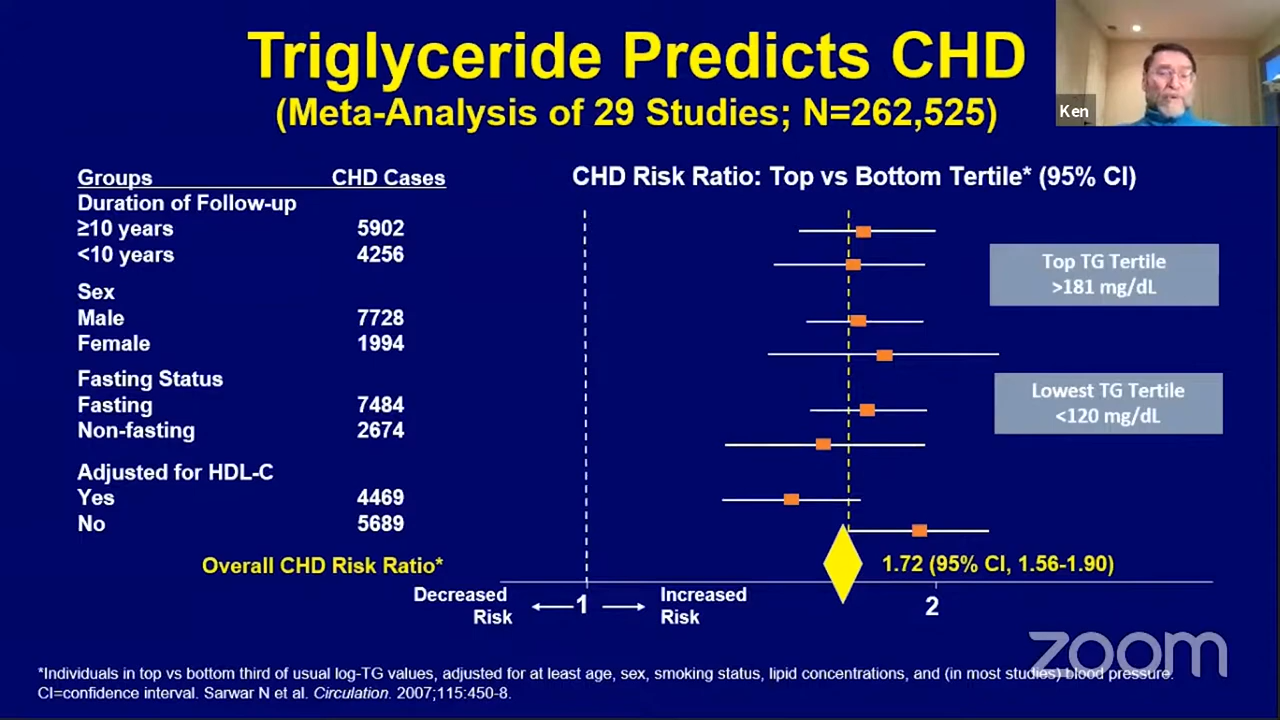 Triglyceride Predicts CHD
(Meta-Analysis of 29 Studies; N=262,525)
Ken
Groups CHD Cases
CHD Risk Ratio: Top vs Bottom Tertile* (95% CI)
Duration of Follow-up
≥10 years 5902
<10 years 4256
Top TG Tertile
>181 mg/dL
Sex
Male 7728
Female 1994
Fasting Status
Fasting 7484
Non-fasting 2674
Lowest TG Tertile
<120 mg/dL
Adjusted for HDL-C
Yes 4469
No 5689
Overall CHD Risk Ratio* 1.72 (95% CI, 1.56-1.90)
Decreased
Risk
1
Increased
Risk
2
zoom
*Individuals in top vs bottom third of usual log-TG values, adjusted for at least age, sex, smoking status, lipid concentrations, and (in most studies) blood pressure.
CI=confidence interval. Sarwar N et al. Circulation. 2007;115:450-8.